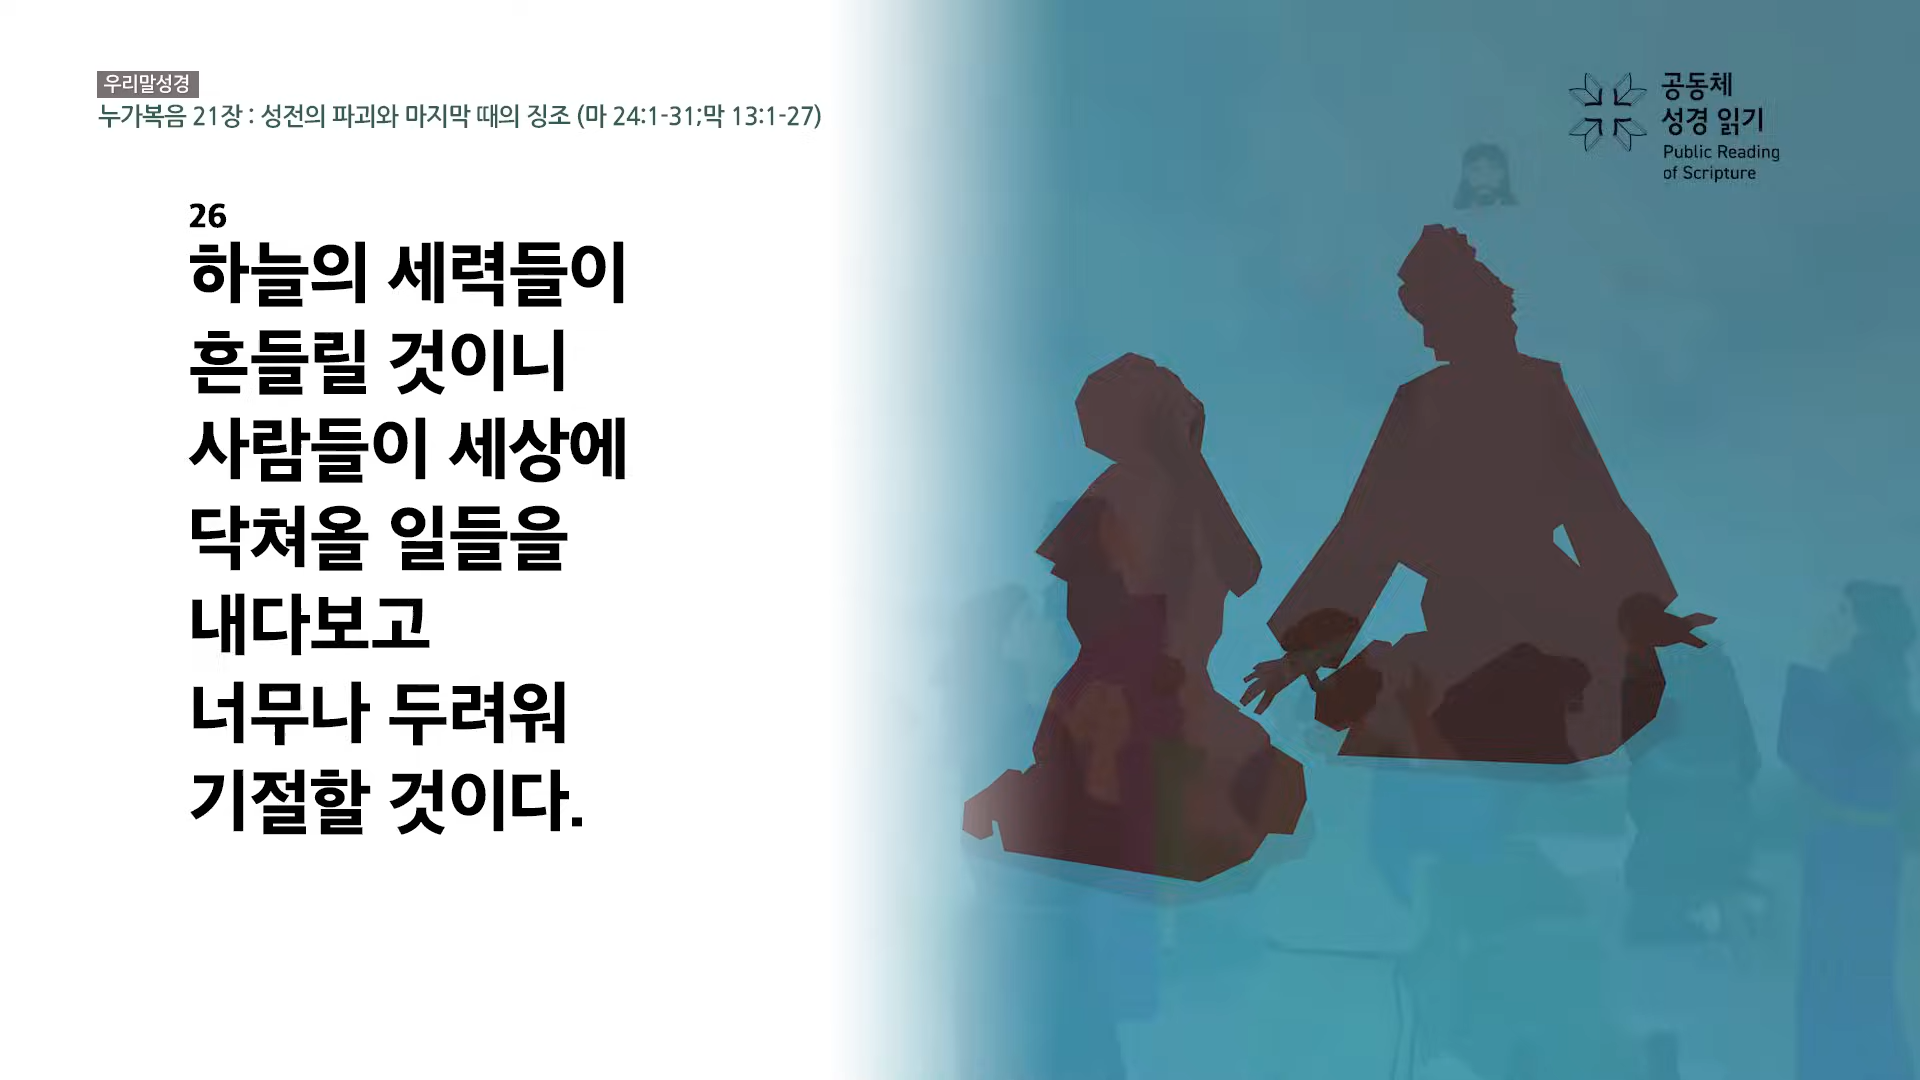 우리말성경
누가복음 21장 : 성전의 파괴와 마지막 때의 징조 (마 24:1-31;막 13:1-27)
26
하늘의 세력들이
흔들릴 것이니
사람들이 세상에
닥쳐올 일들을
내다보고
너무나 두려워
기절할 것이다.
공동체
성경 읽기
Public Reading
of Scripture